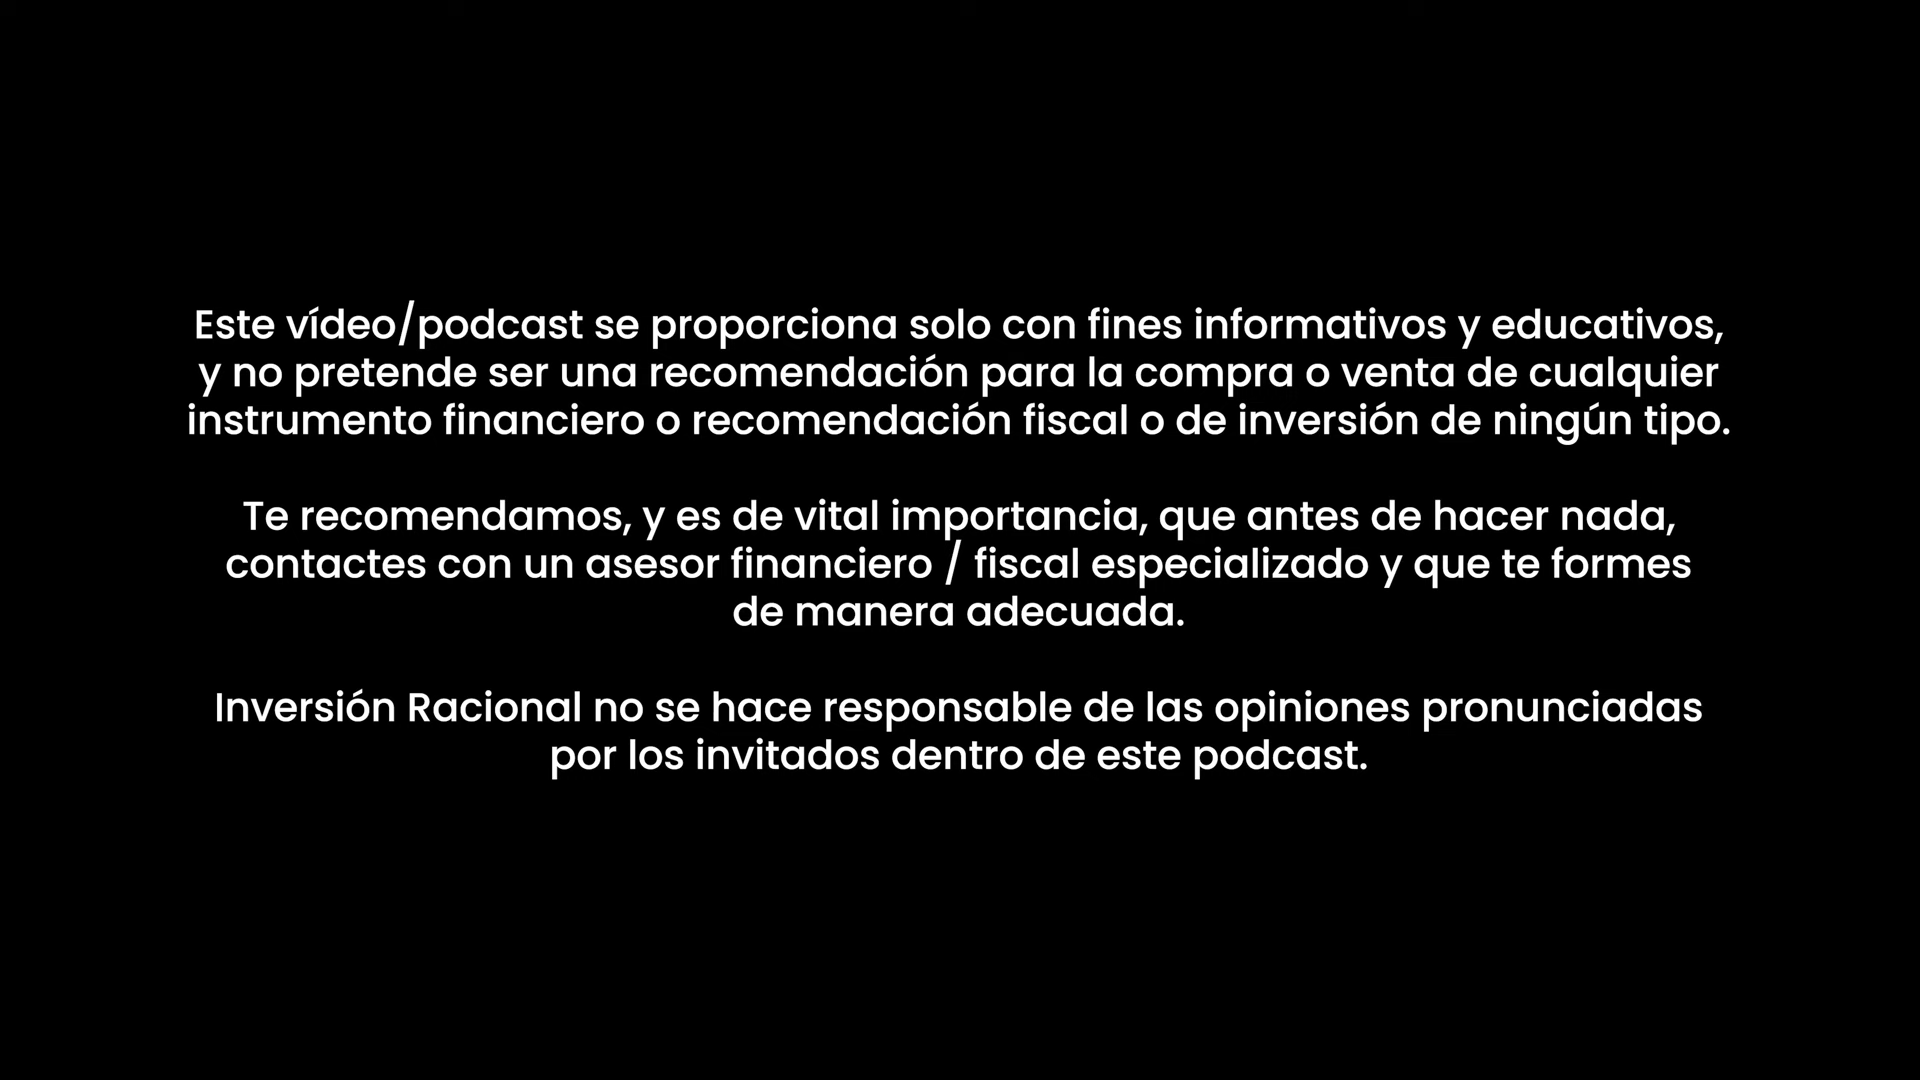 Este vídeo/podcast se proporciona solo con fines informativos y educativos,
y no pretende ser una recomendación para la compra o venta de cualquier
instrumento financiero o recomendación fiscal o de inversión de ningún tipo.
Te recomendamos, y es de vital importancia, que antes de hacer nada,
contactes con un asesor financiero / fiscal especializado y que te formes
de manera adecuada.
Inversión Racional no se hace responsable de las opiniones pronunciadas
por los invitados dentro de este podcast.